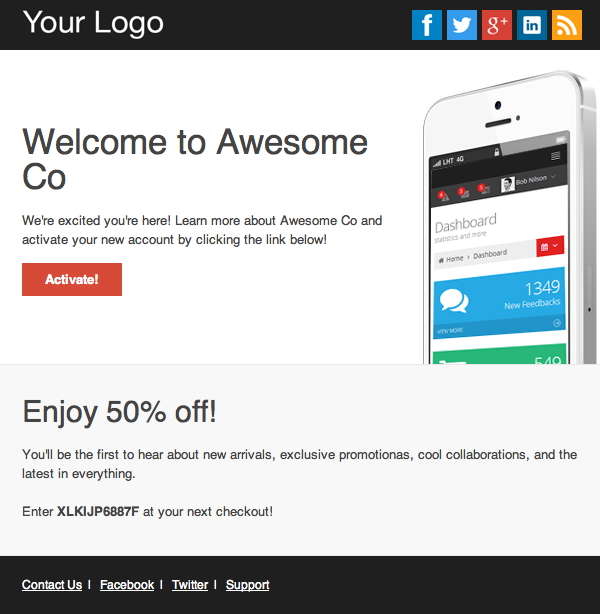 Your Logo
f
g+
in
Welcome to Awesome
Co
We're excited you're here! Learn more about Awesome Co and
activate your new account by clicking the link below!
Activate!
LHT 4G
Bob Nilson
Dashboard
statistics and more
Home > Dashboard
1349
New Feedbacks
VIEW MORE
549
Enjoy 50% off!
You'll be the first to hear about new arrivals, exclusive promotionas, cool collaborations, and the
latest in everything.
Enter XLKIJP6887F at your next checkout!
Contact Us | Facebook | Twitter | Support